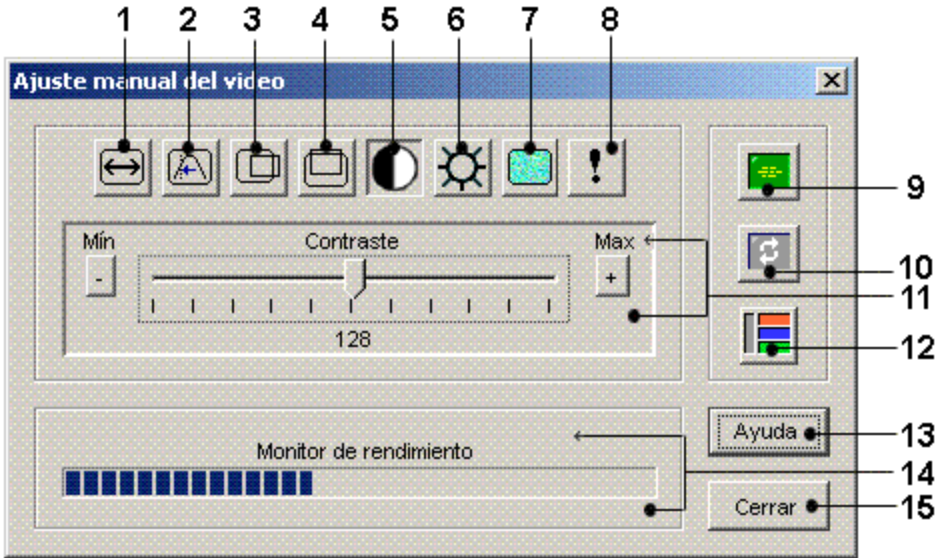 1 2 3 4 5 6 7 8
Ajuste manual del video
!
9
Mín Contraste Max
- +
10
11
128
12
Ayuda
13
Monitor de rendimiento
14
Cerrar
15